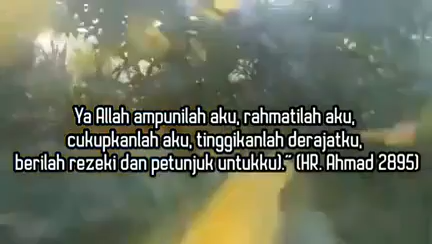 Ya Allah ampunilah aku, rahmatilah aku,
cukupkanlah aku, tinggikanlah derajatku,
berilah rezeki dan petunjuk untukku)." (HR. Ahmad 2895)